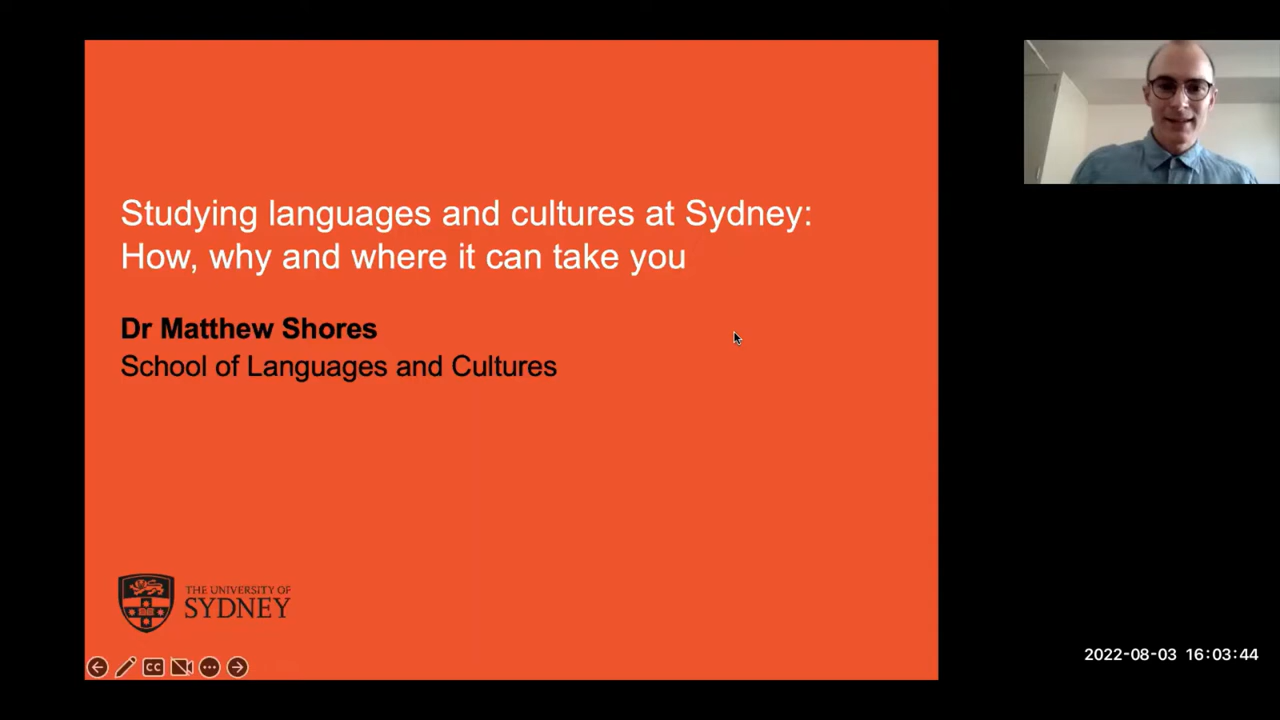 Studying languages and cultures at Sydney:
How, why and where it can take you
Dr Matthew Shores
School of Languages and Cultures
THE UNIVERSITY OF
SYDNEY
CC
2022-08-03 16:03:44